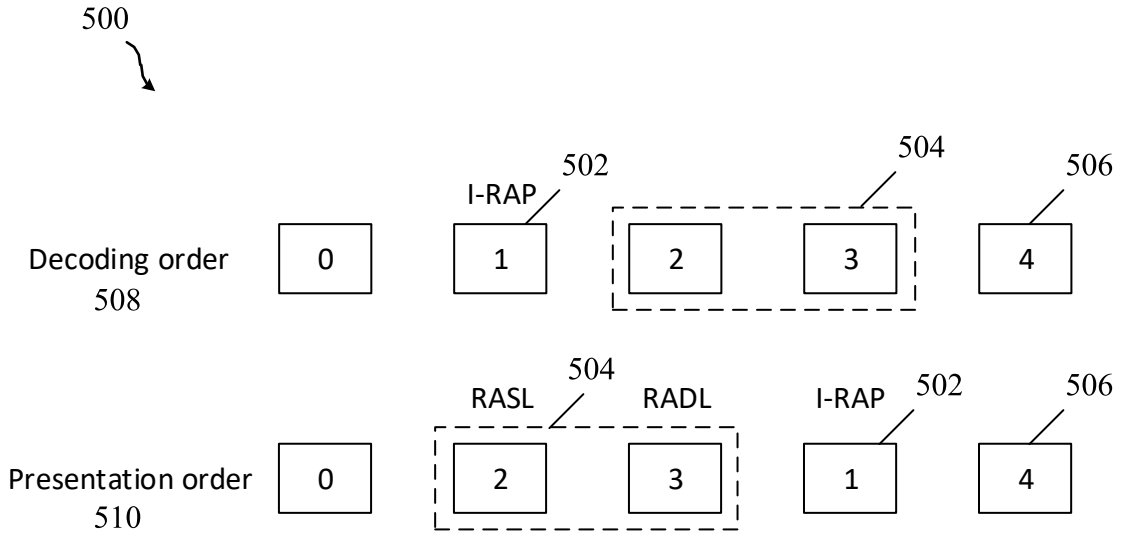 500
504
502
506
I-RAP
Decoding order 0 1 2 3 4
508
504
502
506
RASL RADL I-RAP
Presentation order 0 2 3 1 4
510